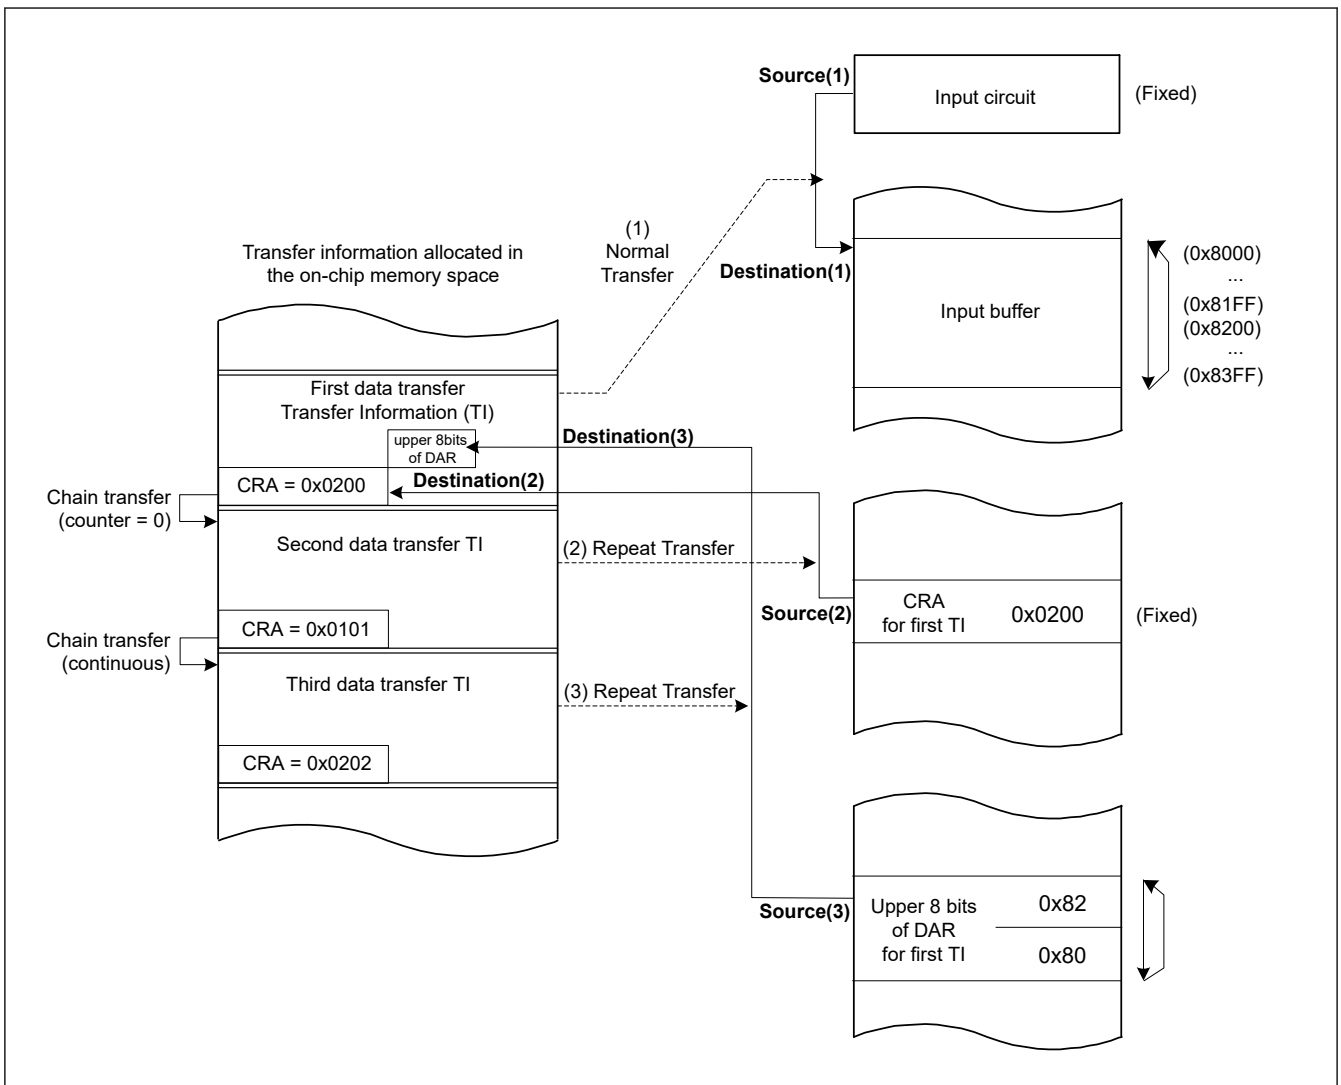 Source(1)
Input circuit
(Fixed)
(1)
Normal
Transfer
Transfer information allocated in
the on-chip memory space
Destination(1)
Input buffer
(0x8000)
...
(0x81FF)
(0x8200)
...
(0x83FF)
First data transfer
Transfer Information (TI)
upper 8bits
of DAR
Destination(3)
CRA = 0x0200
Destination(2)
Chain transfer
(counter = 0)
Second data transfer TI
(2) Repeat Transfer
Source(2)
CRA
for first TI
0x0200
(Fixed)
CRA = 0x0101
Chain transfer
(continuous)
Third data transfer TI
(3) Repeat Transfer
CRA = 0x0202
Source(3)
Upper 8 bits
of DAR
for first TI
0x82
0x80